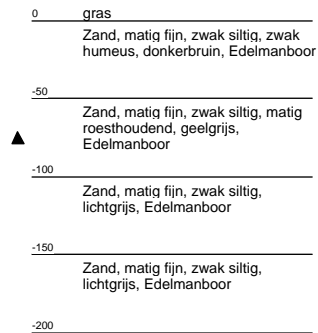 0 gras
Zand, matig fijn, zwak siltig, zwak
humeus, donkerbruin, Edelmanboor
-50
Zand, matig fijn, zwak siltig, matig
roesthoudend, geelgrijs,
Edelmanboor
-100
Zand, matig fijn, zwak siltig,
lichtgrijs, Edelmanboor
-150
Zand, matig fijn, zwak siltig,
lichtgrijs, Edelmanboor
-200